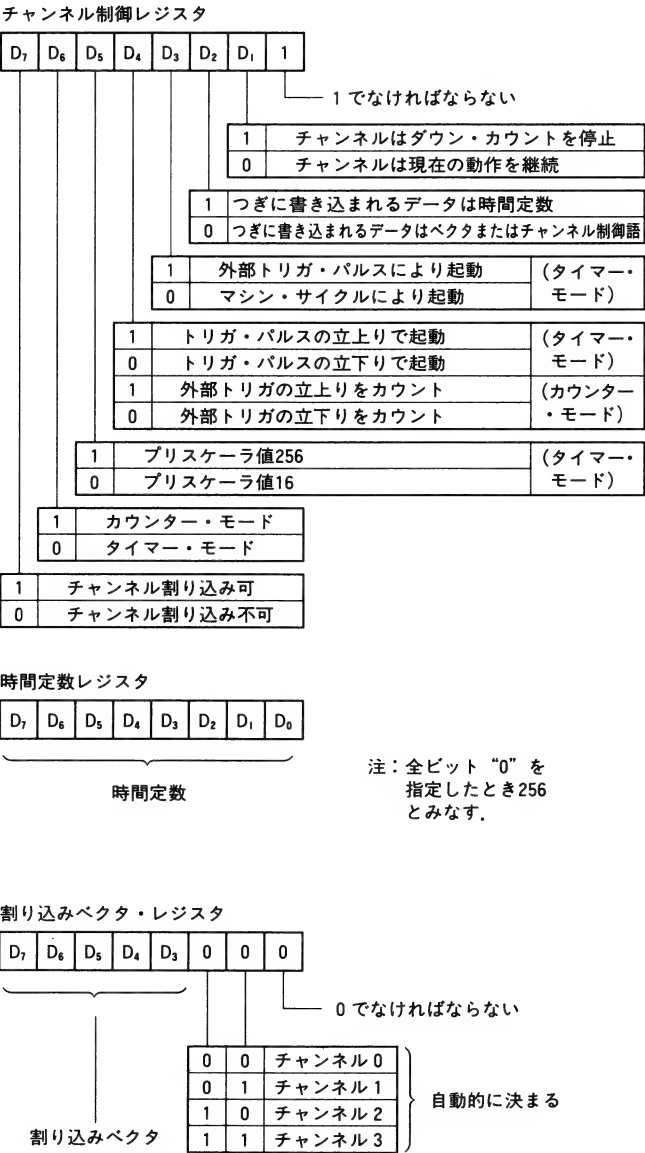 チャンネル制御レジスタ
D₇ D₆ D₅ D₄ D₃ D₂ D₁ 1
1でなければならない
1 チャンネルはダウン・カウントを停止
0 チャンネルは現在の動作を継続
1 つぎに書き込まれるデータは時間定数
0 つぎに書き込まれるデータはベクタまたはチャンネル制御語
1 外部トリガ・パルスにより起動 (タイマー・
0 マシン・サイクルにより起動 モード)
1 トリガ・パルスの立上りで起動 (タイマー・
0 トリガ・パルスの立下りで起動 モード)
1 外部トリガの立上りをカウント (カウンター
0 外部トリガの立下りをカウント ・モード)
1 プリスケーラ値256 (タイマー・
0 プリスケーラ値16 モード)
1 カウンター・モード
0 タイマー・モード
1 チャンネル割り込み可
0 チャンネル割り込み不可
時間定数レジスタ
D₇ D₆ D₅ D₄ D₃ D₂ D₁ D₀
時間定数
注:全ビット“0”を
指定したとき256
とみなす.
割り込みベクタ・レジスタ
D₇ D₆ D₅ D₄ D₃ 0 0 0
0でなければならない
0 0 チャンネル0
0 1 チャンネル1
1 0 チャンネル2
1 1 チャンネル3
自動的に決まる
割り込みベクタ